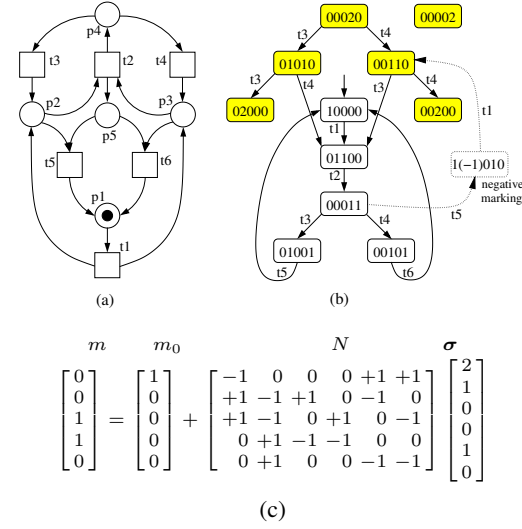 p4
t3
t2
t4
p2
p3
p5
t5
t6
p1
t1
(a)
00020
00002
t3
t4
01010
00110
t3
t4
t3
t4
02000
10000
00200
t1
t1
01100
1(-1)010
t2
negative
marking
00011
t5
t3
t4
01001
00101
t5
t6
(b)
m m0 N σ
[0 0 1 1 0] = [1 0 0 0 0] + [
−1 0 0 0 +1 +1
+1 −1 +1 0 −1 0
+1 −1 0 +1 0 −1
0 +1 −1 −1 0 0
0 +1 0 0 −1 −1
] [2 1 0 0 1 0]
(c)